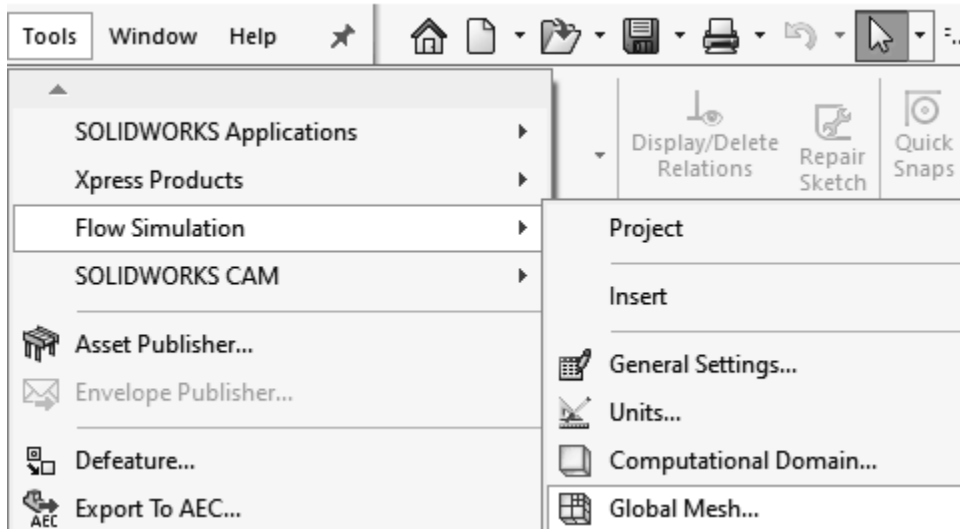 Tools Window Help
SOLIDWORKS Applications
Xpress Products
Flow Simulation
SOLIDWORKS CAM
Asset Publisher...
Envelope Publisher...
Defeature...
Export To AEC...
AEC
Display/Delete
Relations
Repair
Sketch
Quick
Snaps
Project
Insert
General Settings...
Units...
Computational Domain...
Global Mesh...